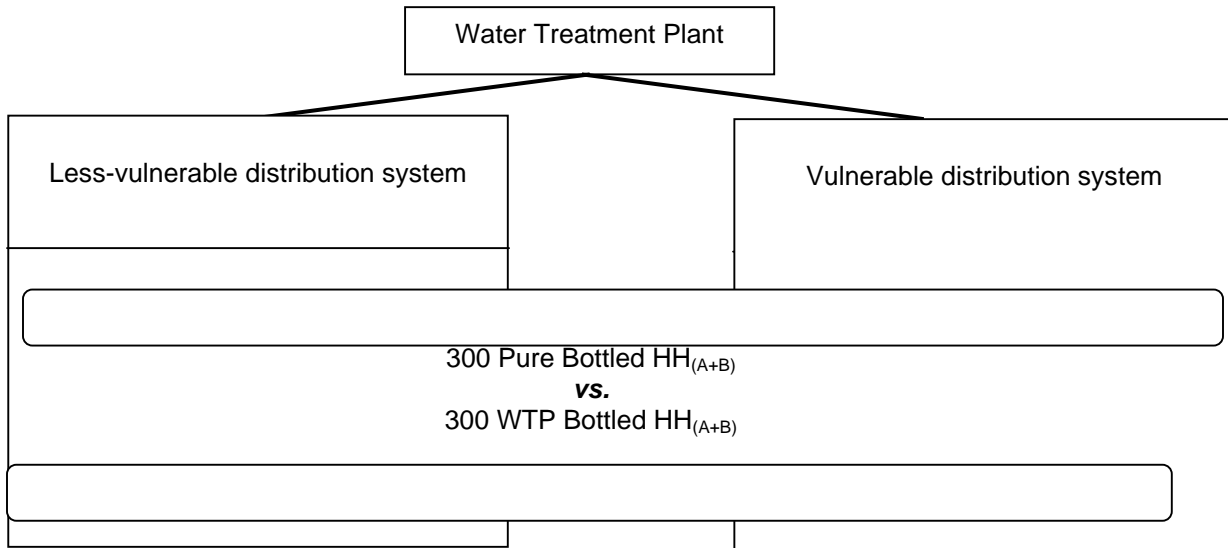 Water Treatment Plant
Less-vulnerable distribution system
Vulnerable distribution system
300 Pure Bottled HH(A+B)
vs.
300 WTP Bottled HH(A+B)